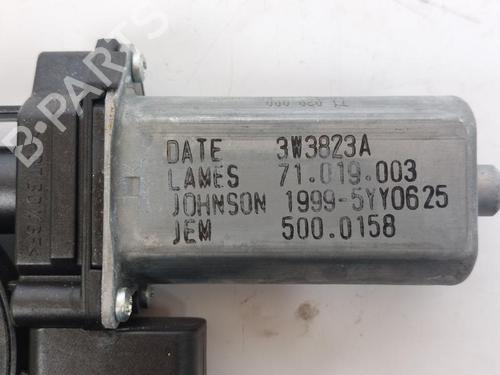 B-PARTS
DATE 3W3823A
LAMES 71.019.003
JOHNSON 1999-5YY0625
JEM 500.0158